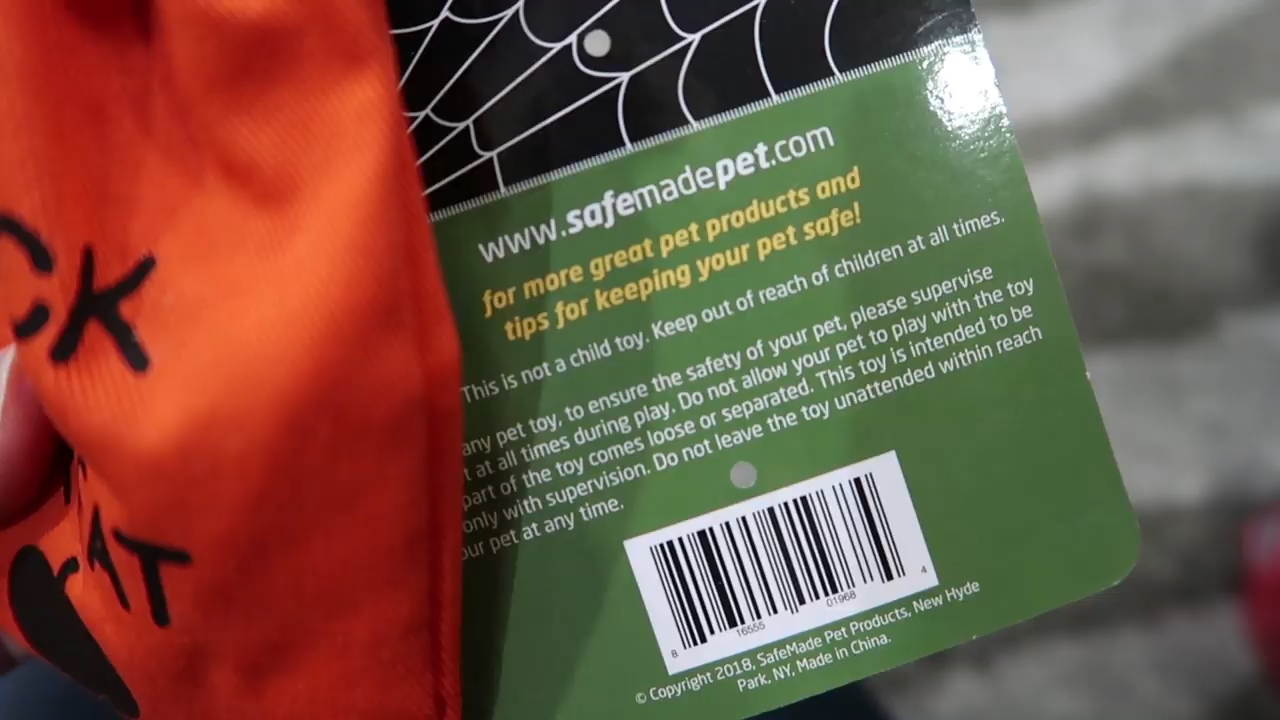 CK
AT
www.safemadepet.com
for more great pet products and
tips for keeping your pet safe!
This is not a child toy. Keep out of reach of children at all times.
any pet toy, to ensure the safety of your pet, please supervise
t at all times during play. Do not allow your pet to play with the toy
part of the toy comes loose or separated. This toy is intended to be
only with supervision. Do not leave the toy unattended within reach
our pet at any time.
8 16555 01968 4
© Copyright 2018, SafeMade Pet Products, New Hyde
Park, NY, Made in China.